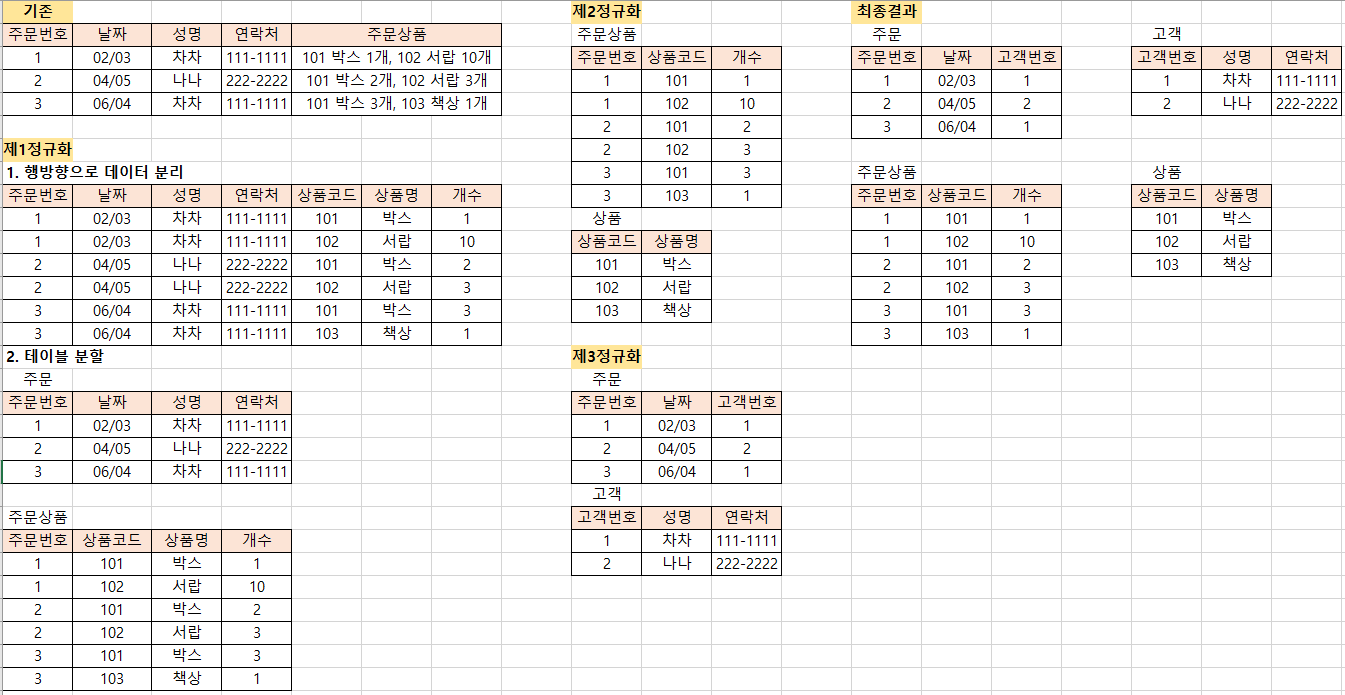 기존
주문번호 날짜 성명 연락처 주문상품
1 02/03 차차 111-1111 101 박스 1개, 102 서랍 10개
2 04/05 나나 222-2222 101 박스 2개, 102 서랍 3개
3 06/04 차차 111-1111 101 박스 3개, 103 책상 1개
제1정규화
1. 행방향으로 데이터 분리
주문번호 날짜 성명 연락처 상품코드 상품명 개수
1 02/03 차차 111-1111 101 박스 1
1 02/03 차차 111-1111 102 서랍 10
2 04/05 나나 222-2222 101 박스 2
2 04/05 나나 222-2222 102 서랍 3
3 06/04 차차 111-1111 101 박스 3
3 06/04 차차 111-1111 103 책상 1
2. 테이블 분할
주문
주문번호 날짜 성명 연락처
1 02/03 차차 111-1111
2 04/05 나나 222-2222
3 06/04 차차 111-1111
주문상품
주문번호 상품코드 상품명 개수
1 101 박스 1
1 102 서랍 10
2 101 박스 2
2 102 서랍 3
3 101 박스 3
3 103 책상 1
제2정규화
주문상품
주문번호 상품코드 개수
1 101 1
1 102 10
2 101 2
2 102 3
3 101 3
3 103 1
상품
상품코드 상품명
101 박스
102 서랍
103 책상
제3정규화
주문
주문번호 날짜 고객번호
1 02/03 1
2 04/05 2
3 06/04 1
고객
고객번호 성명 연락처
1 차차 111-1111
2 나나 222-2222
최종결과
주문
주문번호 날짜 고객번호
1 02/03 1
2 04/05 2
3 06/04 1
고객
고객번호 성명 연락처
1 차차 111-1111
2 나나 222-2222
주문상품
주문번호 상품코드 개수
1 101 1
1 102 10
2 101 2
2 102 3
3 101 3
3 103 1
상품
상품코드 상품명
101 박스
102 서랍
103 책상